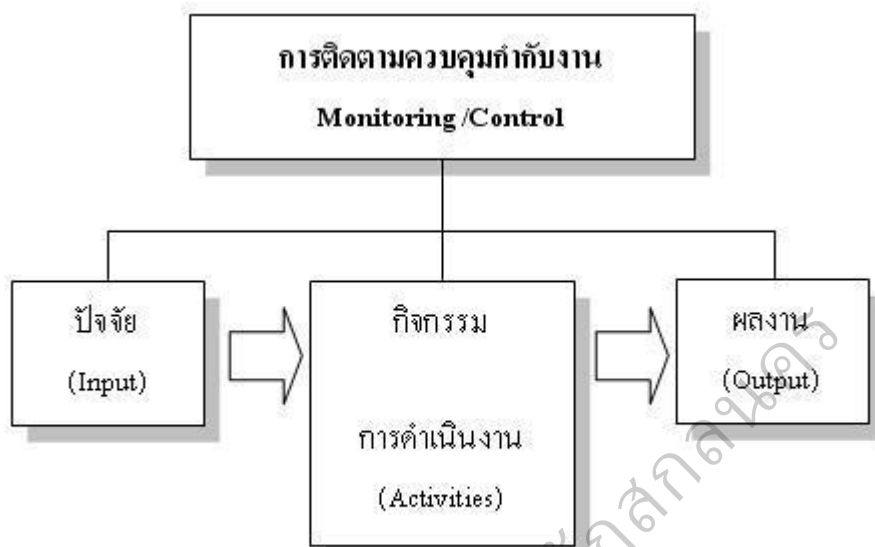 การติดตามควบคุมกำกับงาน
Monitoring /Control
ปัจจัย
(Input)
กิจกรรม
การดำเนินงาน
(Activities)
ผลงาน
(Output)